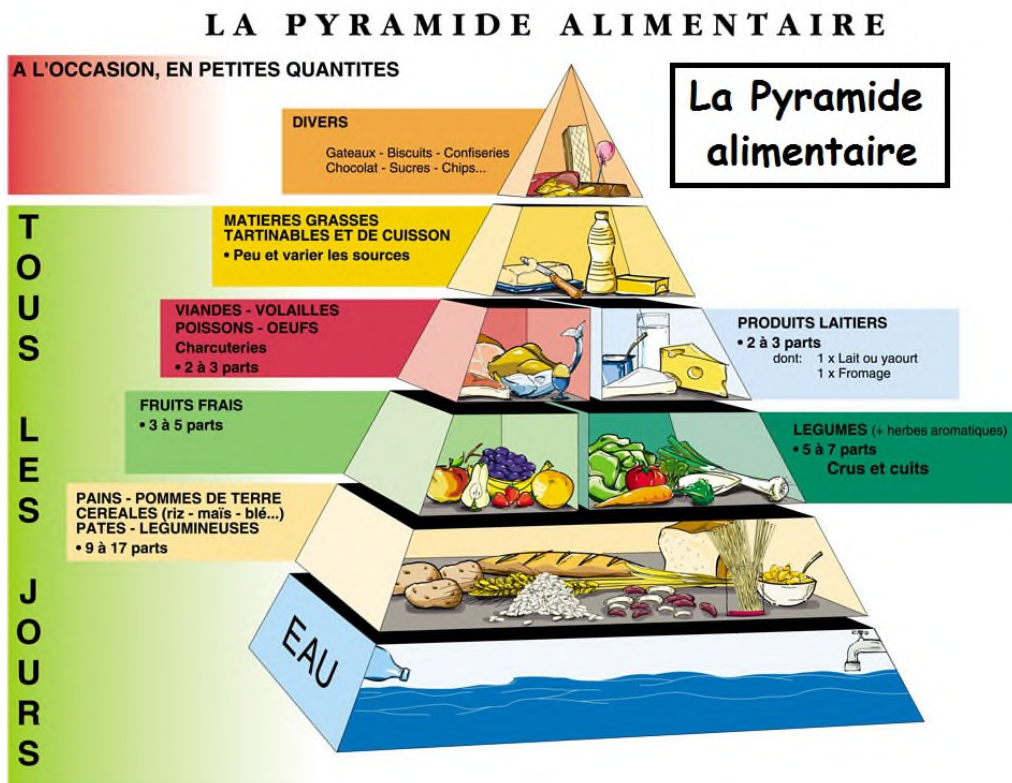 LA PYRAMIDE ALIMENTAIRE
A L'OCCASION, EN PETITES QUANTITES
La Pyramide
alimentaire
DIVERS
Gateaux - Biscuits - Confiseries
Chocolat - Sucres - Chips...
TOUS LES JOURS
MATIERES GRASSES
TARTINABLES ET DE CUISSON
• Peu et varier les sources
VIANDES - VOLAILLES
POISSONS - OEUFS
Charcuteries
• 2 à 3 parts
PRODUITS LAITIERS
• 2 à 3 parts
dont: 1 x Lait ou yaourt
1 x Fromage
FRUITS FRAIS
• 3 à 5 parts
LEGUMES (+ herbes aromatiques)
• 5 à 7 parts
Crus et cuits
PAINS - POMMES DE TERRE
CEREALES (riz - maïs - blé...)
PATES - LEGUMINEUSES
• 9 à 17 parts
EAU